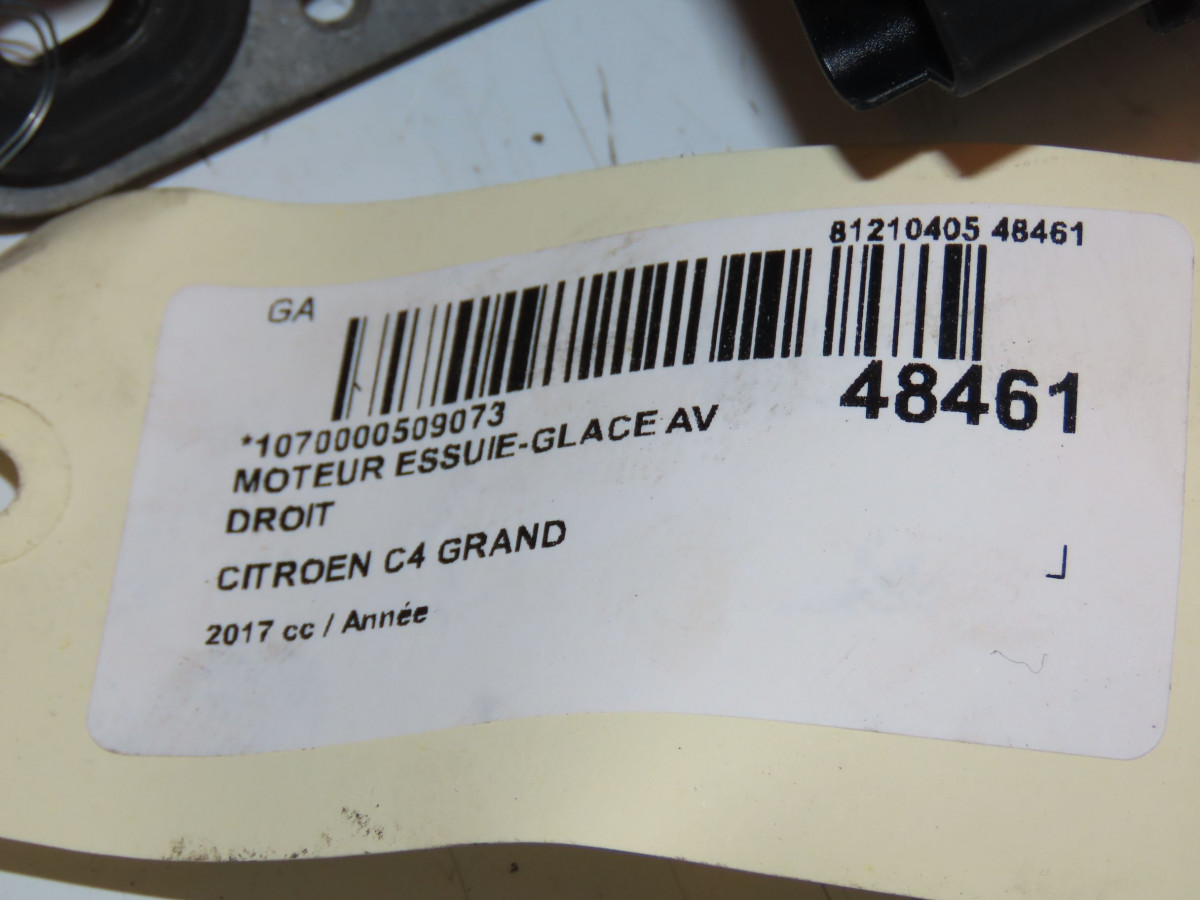 81210405 48461
GA
48461
*1070000509073
MOTEUR ESSUIE-GLACE AV
DROIT
CITROEN C4 GRAND
2017 cc / Année